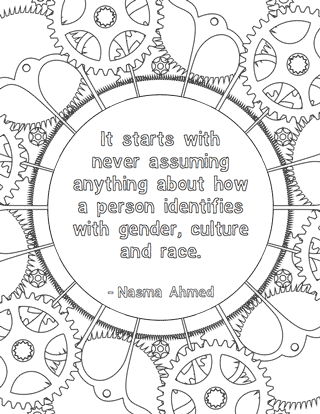 It starts with
never assuming
anything about how
a person identifies
with gender, culture
and race.
- Nasma Ahmed